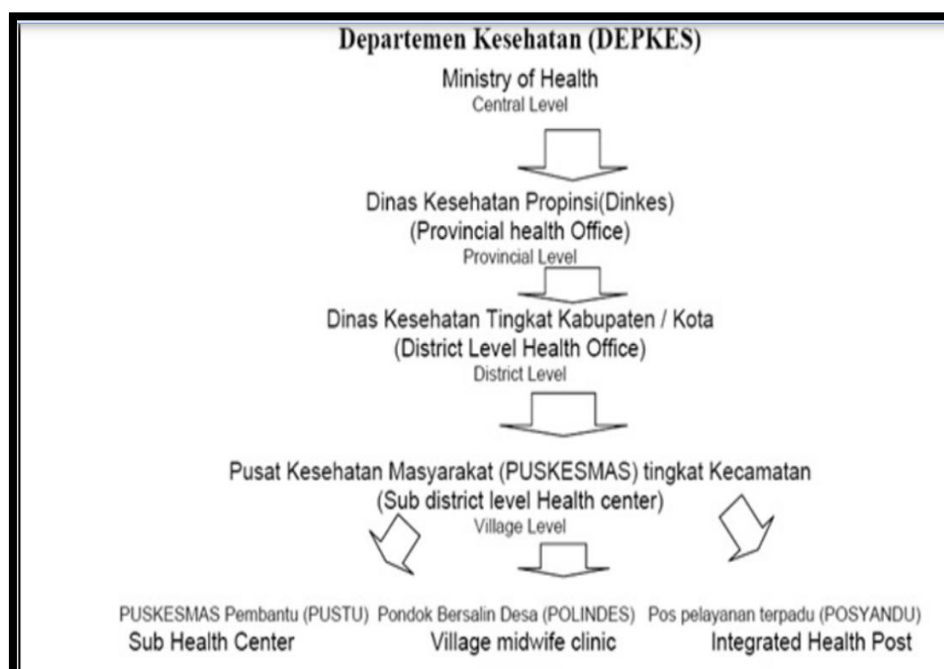 Departemen Kesehatan (DEPKES)
Ministry of Health
Central Level
Dinas Kesehatan Propinsi(Dinkes)
(Provincial health Office)
Provincial Level
Dinas Kesehatan Tingkat Kabupaten / Kota
(District Level Health Office)
District Level
Pusat Kesehatan Masyarakat (PUSKESMAS) tingkat Kecamatan
(Sub district level Health center)
Village Level
PUSKESMAS Pembantu (PUSTU) Pondok Bersalin Desa (POLINDES) Pos pelayanan terpadu (POSYANDU)
Sub Health Center Village midwife clinic Integrated Health Post